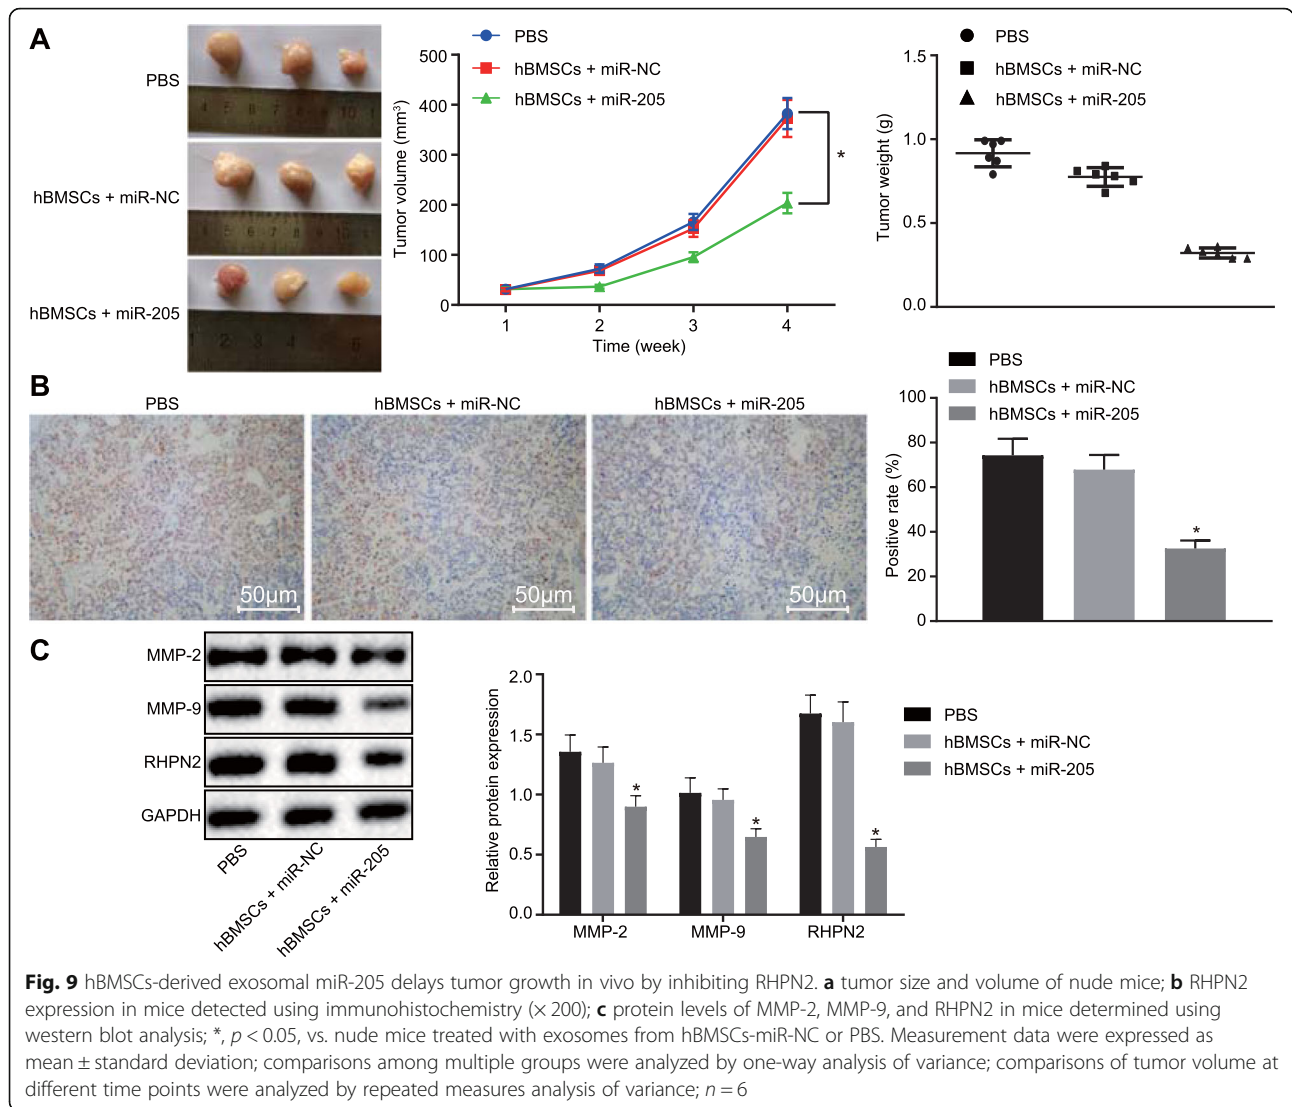 A
PBS
hBMSCs + miR-NC
hBMSCs + miR-205
PBS
hBMSCs + miR-NC
hBMSCs + miR-205
Tumor volume (mm³)
500
400
300
200
100
0
1 2 3 4
Time (week)
*
PBS
hBMSCs + miR-NC
hBMSCs + miR-205
Tumor weight (g)
1.5
1.0
0.5
0.0
B
PBS hBMSCs + miR-NC hBMSCs + miR-205
50μm 50μm 50μm
PBS
hBMSCs + miR-NC
hBMSCs + miR-205
Positive rate (%)
100
80
60
40
20
0
*
C
MMP-2
MMP-9
RHPN2
GAPDH
PBS
hBMSCs + miR-NC
hBMSCs + miR-205
Relative protein expression
2.0
1.5
1.0
0.5
0.0
* * *
MMP-2 MMP-9 RHPN2
PBS
hBMSCs + miR-NC
hBMSCs + miR-205
Fig. 9 hBMSCs-derived exosomal miR-205 delays tumor growth in vivo by inhibiting RHPN2. a tumor size and volume of nude mice; b RHPN2
expression in mice detected using immunohistochemistry (× 200); c protein levels of MMP-2, MMP-9, and RHPN2 in mice determined using
western blot analysis; *, p < 0.05, vs. nude mice treated with exosomes from hBMSCs-miR-NC or PBS. Measurement data were expressed as
mean ± standard deviation; comparisons among multiple groups were analyzed by one-way analysis of variance; comparisons of tumor volume at
different time points were analyzed by repeated measures analysis of variance; n = 6